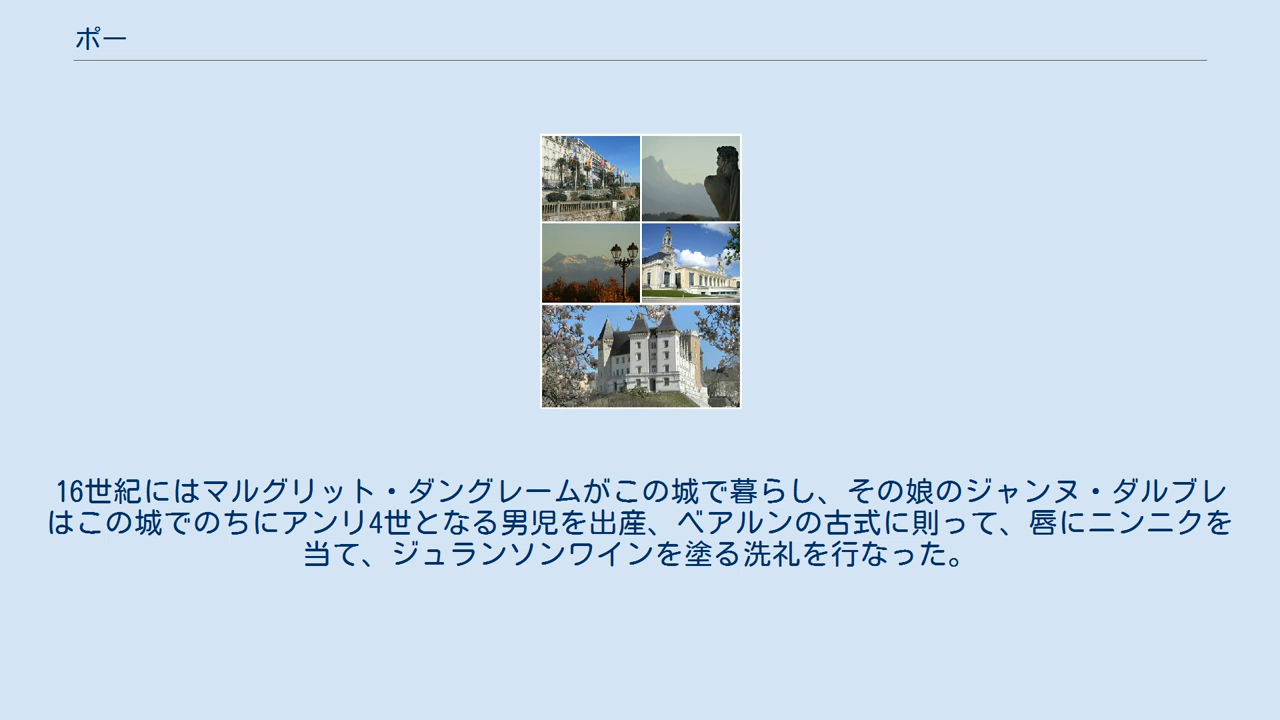 ポー
16世紀にはマルグリット・ダングレームがこの城で暮らし、その娘のジャンヌ・ダルブレ
はこの城でのちにアンリ4世となる男児を出産、ベアルンの古式に則って、唇にニンニクを
当て、ジュランソンワインを塗る洗礼を行なった。